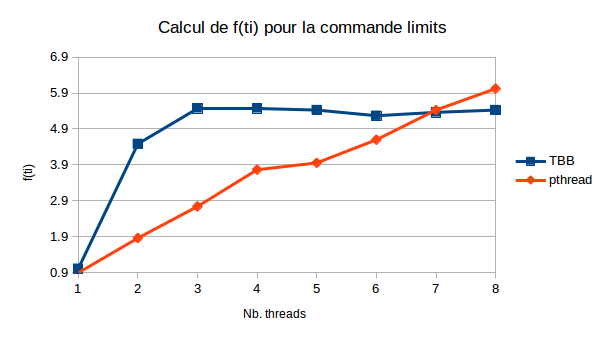 Calcul de f(ti) pour la commande limits
6.9
5.9
4.9
3.9
2.9
1.9
0.9
f(ti)
1 2 3 4 5 6 7 8
Nb. threads
TBB
pthread